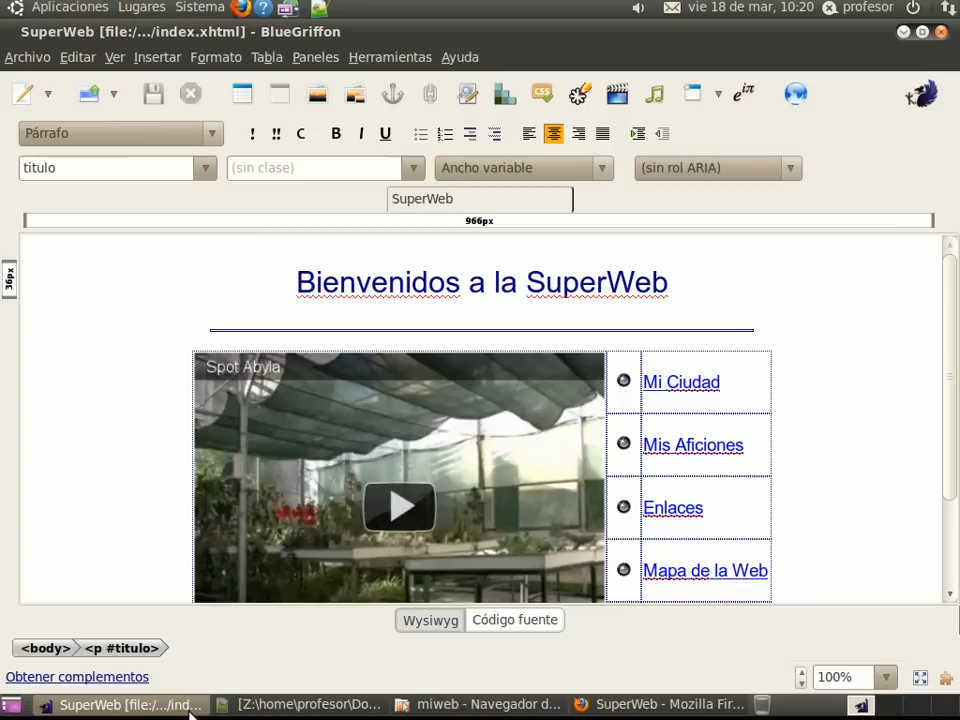 Aplicaciones Lugares Sistema vie 18 de mar, 10:20 profesor
SuperWeb [file:/.../index.xhtml] - BlueGriffon
Archivo Editar Ver Insertar Formato Tabla Paneles Herramientas Ayuda
CSS
Párrafo ! !! C B I U
titulo (sin clase) Ancho variable (sin rol ARIA)
SuperWeb
966px
36px
Bienvenidos a la SuperWeb
Spot Abyla
Mi Ciudad
Mis Aficiones
Enlaces
Mapa de la Web
Wysiwyg Código fuente
<body> <p #titulo>
Obtener complementos 100%
SuperWeb [file:/.../ind... [Z:\home\profesor\Do... miweb - Navegador d... SuperWeb - Mozilla Fir...